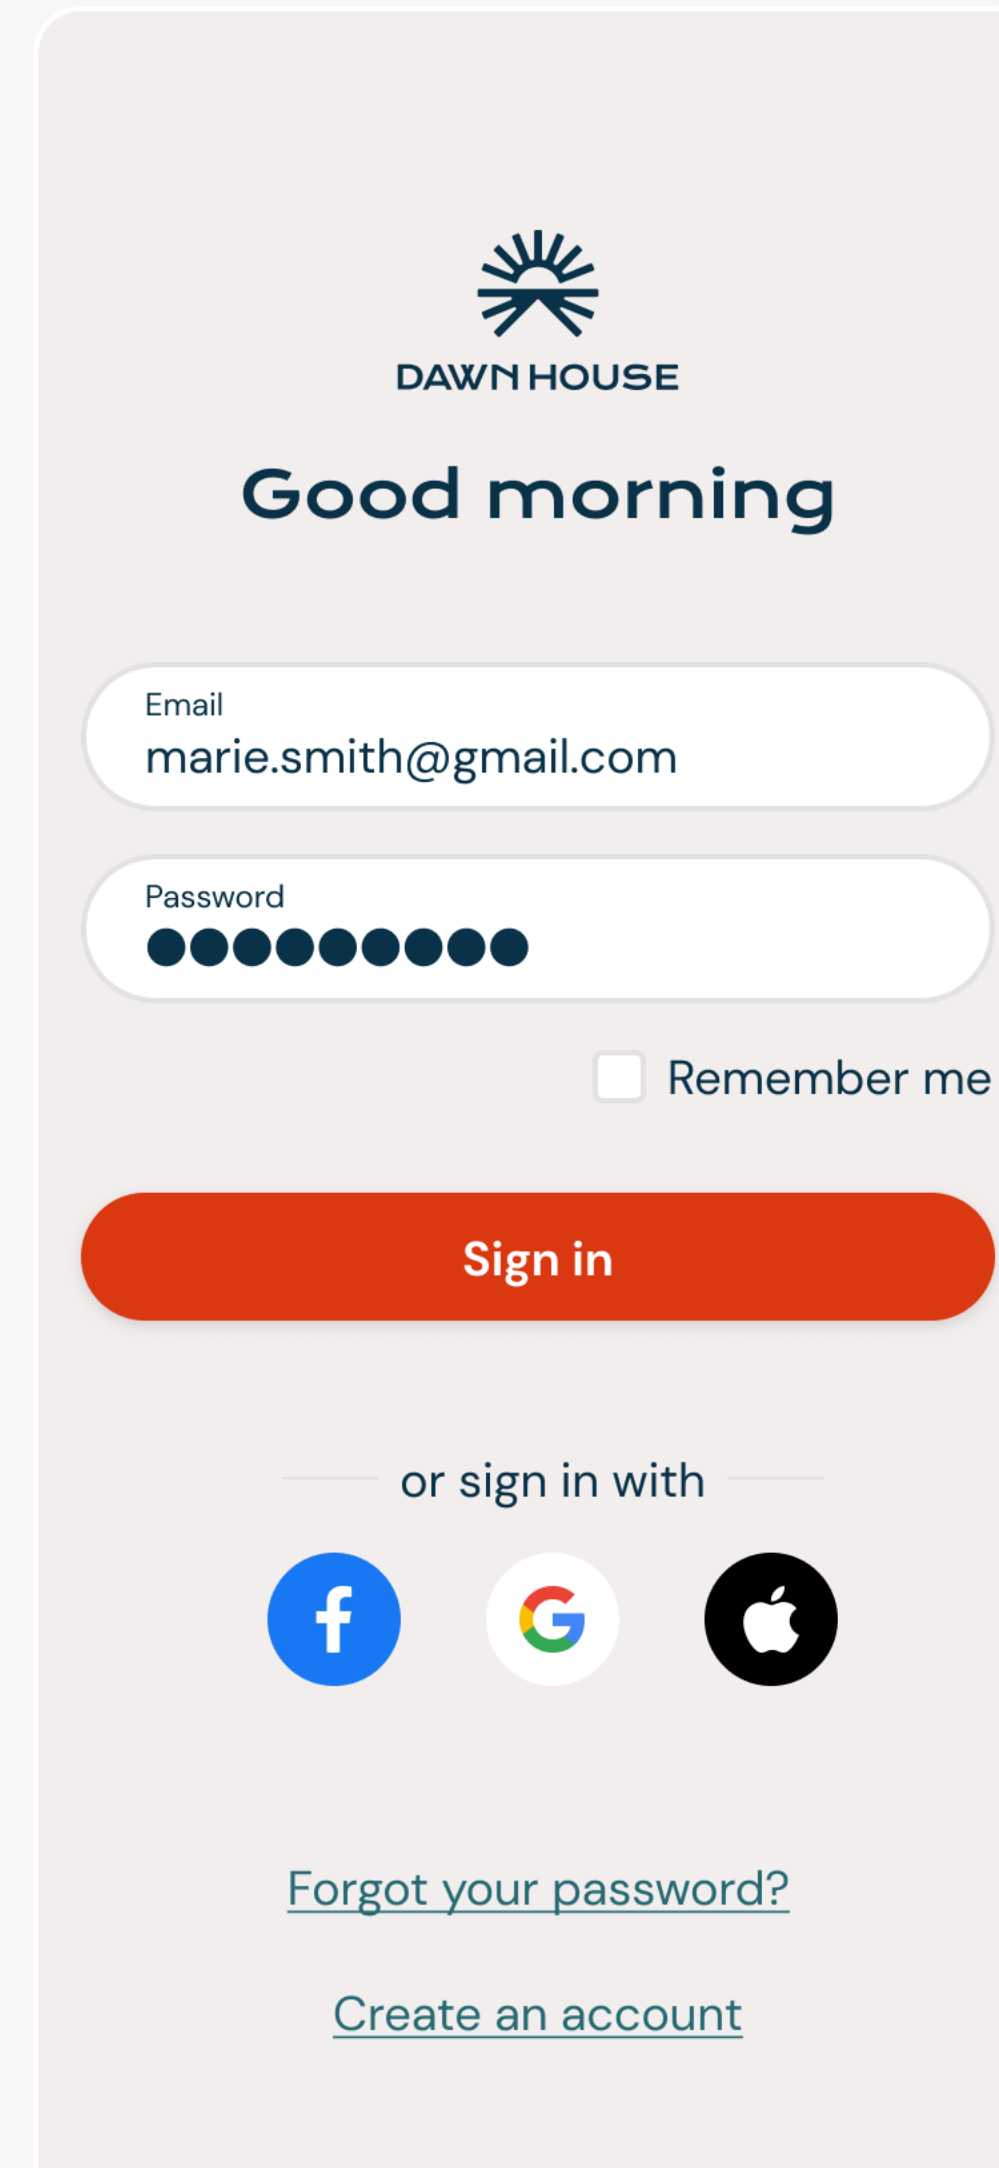 DAWN HOUSE
Good morning
Email
marie.smith@gmail.com
Password
●●●●●●●●●
Remember me
Sign in
or sign in with
Forgot your password?
Create an account